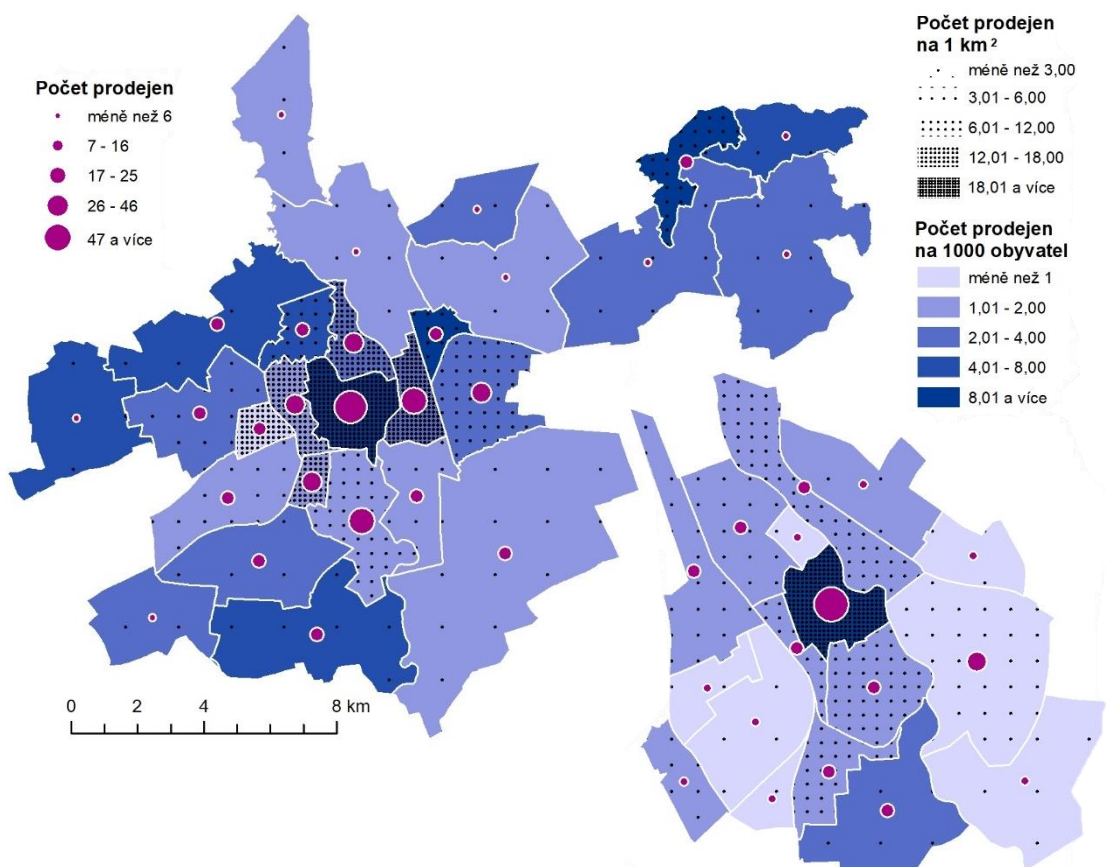 Počet prodejen
méně než 6
7 - 16
17 - 25
26 - 46
47 a více
Počet prodejen
na 1 km²
méně než 3,00
3,01 - 6,00
6,01 - 12,00
12,01 - 18,00
18,01 a více
Počet prodejen
na 1000 obyvatel
méně než 1
1,01 - 2,00
2,01 - 4,00
4,01 - 8,00
8,01 a více
0 2 4 8 km